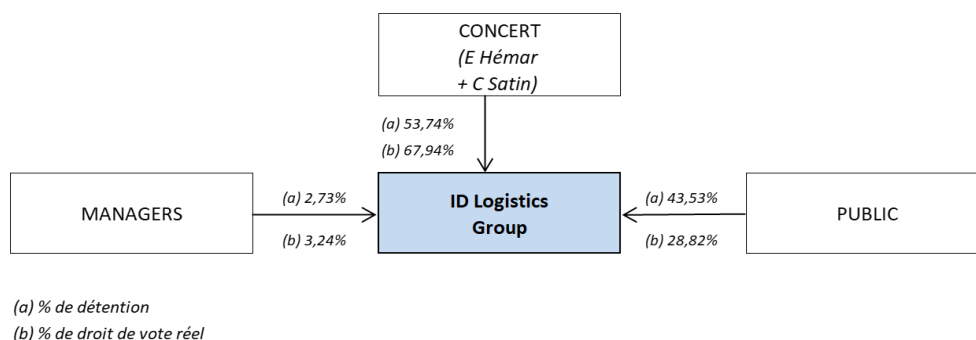 CONCERT
(E Hémar
+ C Satin)
(a) 53,74%
(b) 67,94%
MANAGERS
(a) 2,73%
(b) 3,24%
ID Logistics
Group
(a) 43,53%
(b) 28,82%
PUBLIC
(a) % de détention
(b) % de droit de vote réel